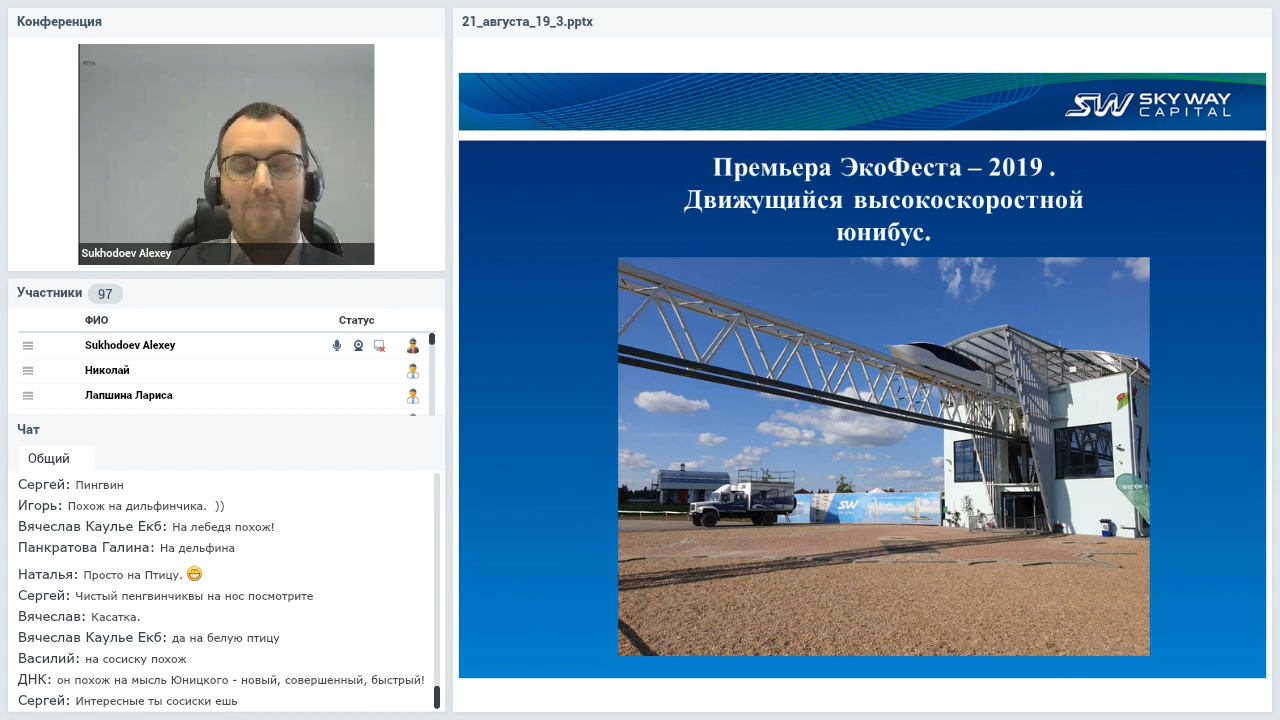 Конференция
Sukhodoev Alexey
Участники 97
ФИО Статус
Sukhodoev Alexey
Николай
Лапшина Лариса
Чат
Общий
Сергей: Пингвин
Игорь: Похож на дильфинчика. ))
Вячеслав Каулье Екб: На лебедя похож!
Панкратова Галина: На дельфина
Наталья: Просто на Птицу.
Сергей: Чистый пенгвинчиквы на нос посмотрите
Вячеслав: Касатка.
Вячеслав Каулье Екб: да на белую птицу
Василий: на сосиску похож
ДНК: он похож на мысль Юницкого - новый, совершенный, быстрый!
Сергей: Интересные ты сосиски ешь
21_августа_19_3.pptx
SW SKY WAY
CAPITAL
Премьера ЭкоФеста – 2019 .
Движущийся высокоскоростной
юнибус.
SW